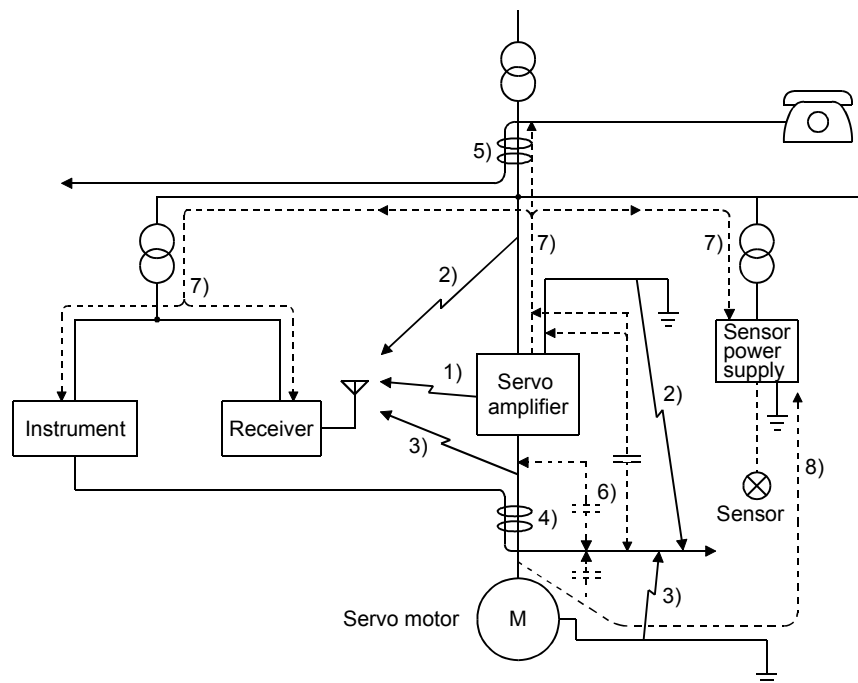 5)
7)
7)
2)
7)
Sensor
power
supply
1)
Servo
amplifier
2)
Instrument
Receiver
3)
8)
6)
4)
Sensor
3)
Servo motor
M